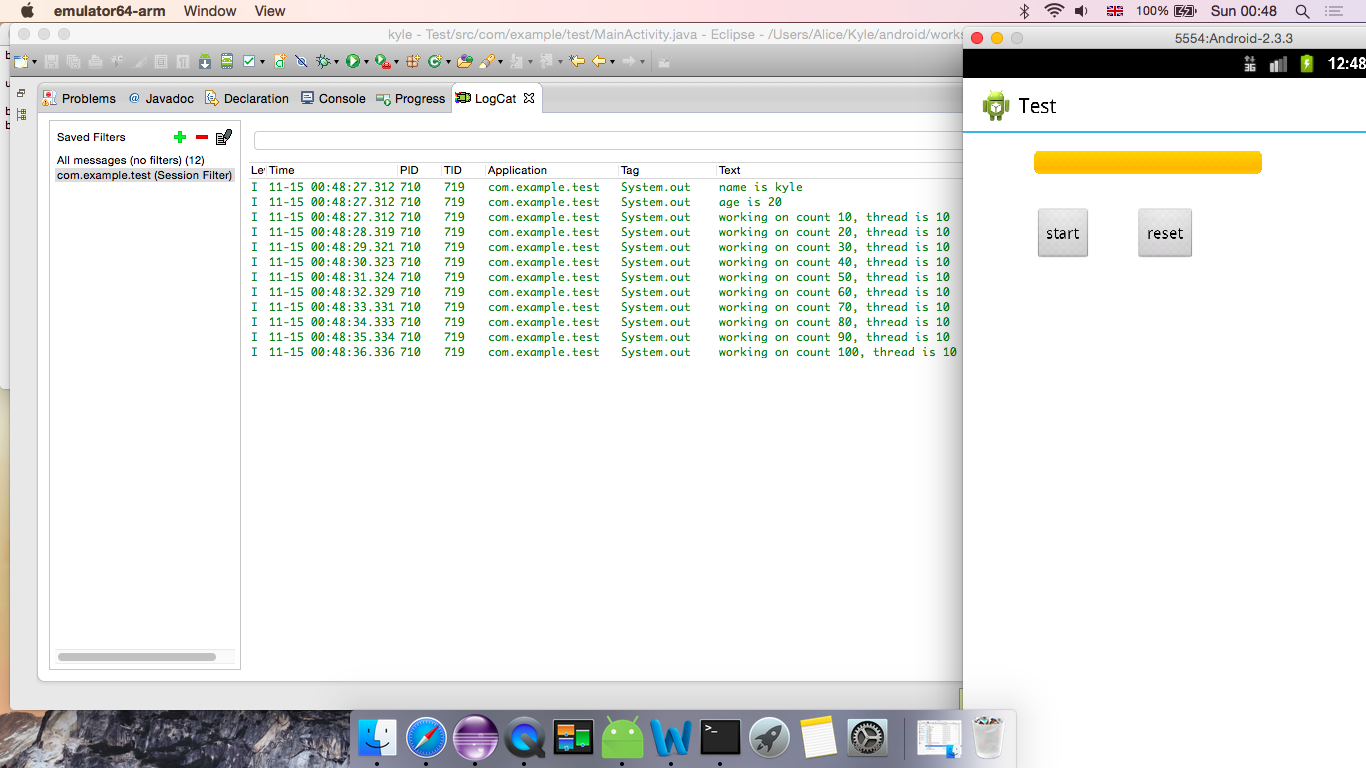 emulator64-arm Window View 100% Sun 00:48
kyle - Test/src/com/example/test/MainActivity.java - Eclipse - /Users/Alice/Kyle/android/works
5554:Android-2.3.3
3G 12:48
Test
start reset
Problems @ Javadoc Declaration Console Progress LogCat
Saved Filters
All messages (no filters) (12)
com.example.test (Session Filter)
Le Time PID TID Application Tag Text
I 11-15 00:48:27.312 710 719 com.example.test System.out name is kyle
I 11-15 00:48:27.312 710 719 com.example.test System.out age is 20
I 11-15 00:48:27.312 710 719 com.example.test System.out working on count 10, thread is 10
I 11-15 00:48:28.319 710 719 com.example.test System.out working on count 20, thread is 10
I 11-15 00:48:29.321 710 719 com.example.test System.out working on count 30, thread is 10
I 11-15 00:48:30.323 710 719 com.example.test System.out working on count 40, thread is 10
I 11-15 00:48:31.324 710 719 com.example.test System.out working on count 50, thread is 10
I 11-15 00:48:32.329 710 719 com.example.test System.out working on count 60, thread is 10
I 11-15 00:48:33.331 710 719 com.example.test System.out working on count 70, thread is 10
I 11-15 00:48:34.333 710 719 com.example.test System.out working on count 80, thread is 10
I 11-15 00:48:35.334 710 719 com.example.test System.out working on count 90, thread is 10
I 11-15 00:48:36.336 710 719 com.example.test System.out working on count 100, thread is 10